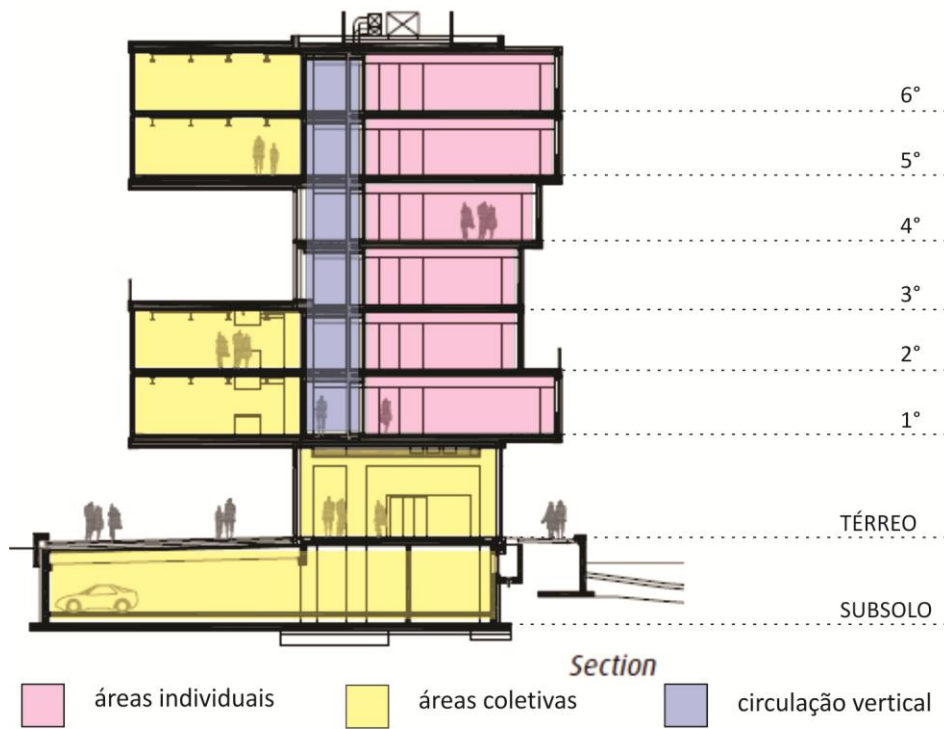 6°
5°
4°
3°
2°
1°
TÉRREO
SUBSOLO
Section
áreas individuais
áreas coletivas
circulação vertical